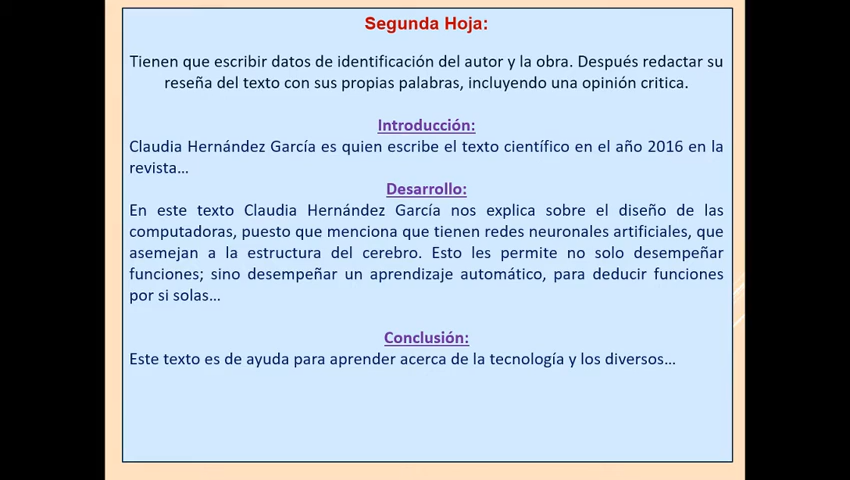 Segunda Hoja:
Tienen que escribir datos de identificación del autor y la obra. Después redactar su
reseña del texto con sus propias palabras, incluyendo una opinión critica.
Introducción:
Claudia Hernández García es quien escribe el texto científico en el año 2016 en la
revista…
Desarrollo:
En este texto Claudia Hernández García nos explica sobre el diseño de las
computadoras, puesto que menciona que tienen redes neuronales artificiales, que
asemejan a la estructura del cerebro. Esto les permite no solo desempeñar
funciones; sino desempeñar un aprendizaje automático, para deducir funciones
por si solas…
Conclusión:
Este texto es de ayuda para aprender acerca de la tecnología y los diversos…